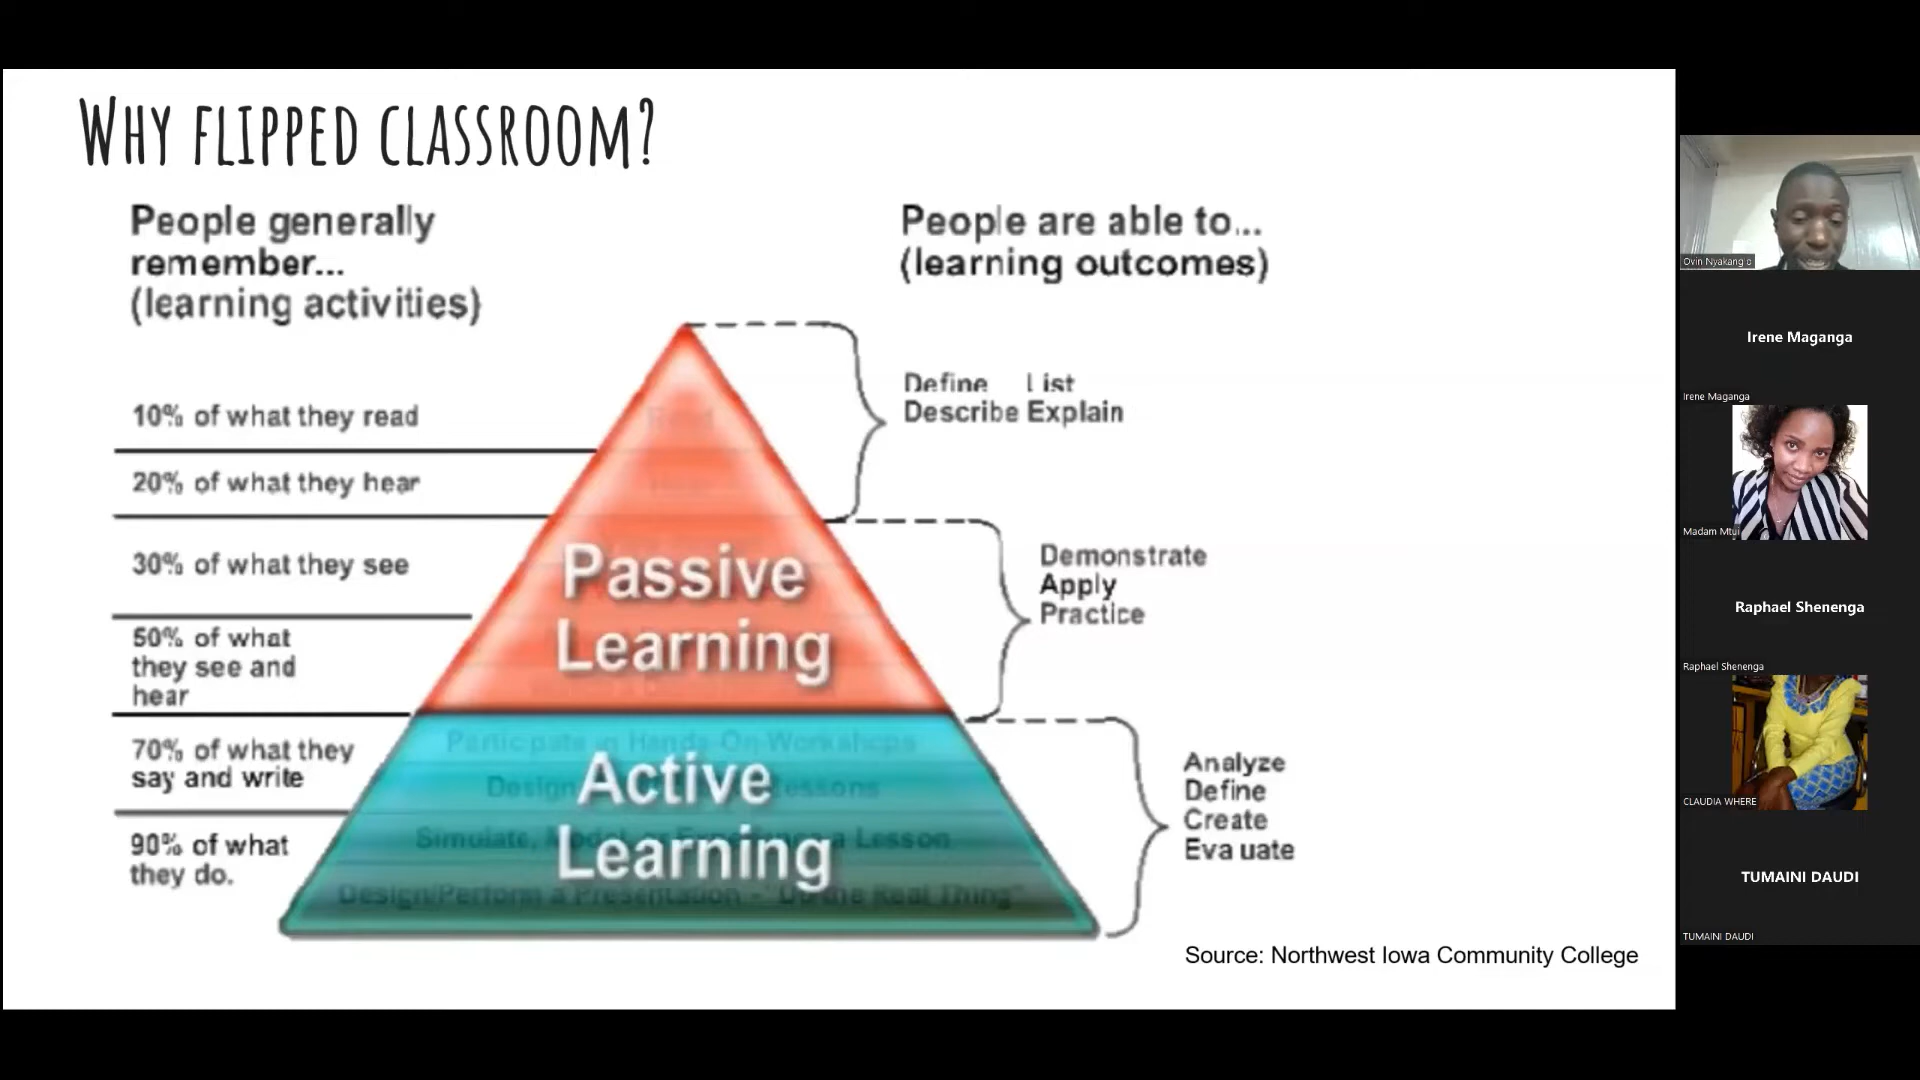 WHY FLIPPED CLASSROOM?
People generally
remember...
(learning activities)
People are able to...
(learning outcomes)
10% of what they read
20% of what they hear
30% of what they see
50% of what
they see and
hear
70% of what they
say and write
90% of what
they do.
Passive
Learning
Participate in Hands-On-Workshops
Design Lessons
Active
Simulate, Model, or Experience a Lesson
Learning
Design/Perform a Presentation - "Do the Real Thing"
Define List
Describe Explain
Demonstrate
Apply
Practice
Analyze
Define
Create
Eva uate
Source: Northwest Iowa Community College
Ovin Nyakang'o
Irene Maganga
Irene Maganga
Madam Mtui
Raphael Shenenga
Raphael Shenenga
CLAUDIA WHERE
TUMAINI DAUDI
TUMAINI DAUDI